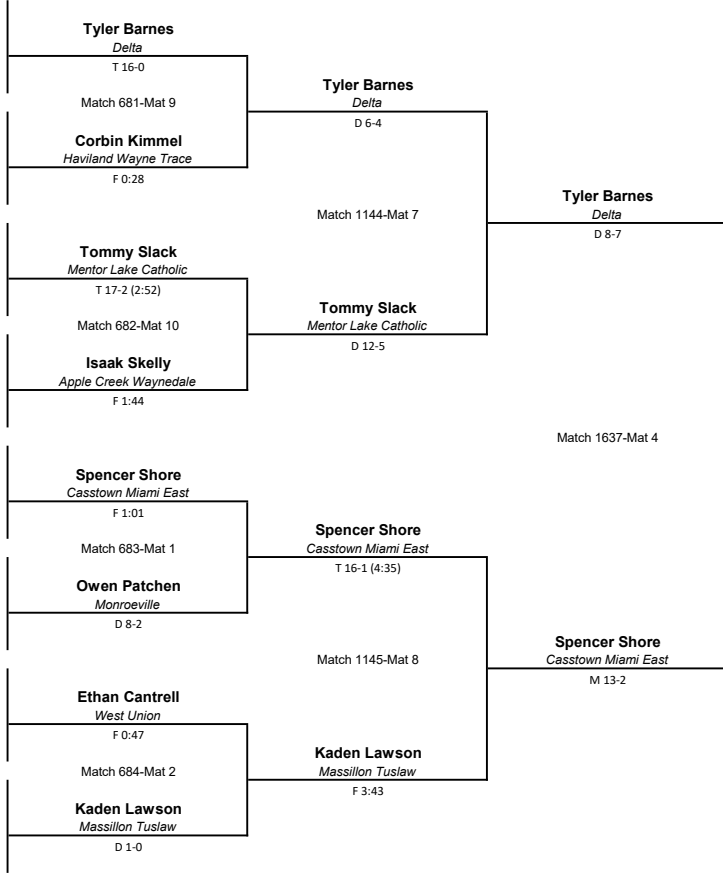 Tyler Barnes
Delta
T 16-0
Match 681-Mat 9
Corbin Kimmel
Haviland Wayne Trace
F 0:28
Tommy Slack
Mentor Lake Catholic
T 17-2 (2:52)
Match 682-Mat 10
Isaak Skelly
Apple Creek Waynedale
F 1:44
Spencer Shore
Casstown Miami East
F 1:01
Match 683-Mat 1
Owen Patchen
Monroeville
D 8-2
Ethan Cantrell
West Union
F 0:47
Match 684-Mat 2
Kaden Lawson
Massillon Tuslaw
D 1-0
Tyler Barnes
Delta
D 6-4
Match 1144-Mat 7
Tommy Slack
Mentor Lake Catholic
D 12-5
Spencer Shore
Casstown Miami East
T 16-1 (4:35)
Match 1145-Mat 8
Kaden Lawson
Massillon Tuslaw
F 3:43
Tyler Barnes
Delta
D 8-7
Match 1637-Mat 4
Spencer Shore
Casstown Miami East
M 13-2